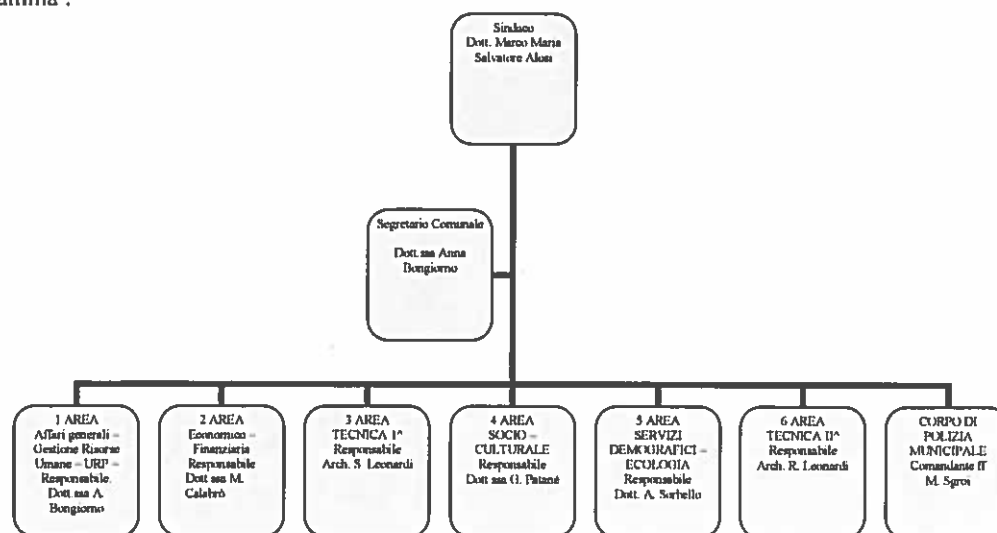 Sindaco
Dott. Marco Maria
Salvatore Alosi
Segretario Comunale
Dott.ssa Anna
Bongiorno
1 AREA
Affari generali –
Gestione Risorse
Umane – URP –
Responsabile.
Dott.ssa A.
Bongiorno
2 AREA
Economico –
Finanziaria
Responsabile
Dott.ssa M.
Calabrò
3 AREA
TECNICA 1^
Responsabile
Arch. S. Leonardi
4 AREA
SOCIO –
CULTURALE
Responsabile
Dott.ssa G. Patanè
5 AREA
SERVIZI
DEMOGRAFICI –
ECOLOGIA
Responsabile
Dott. A. Sorbello
6 AREA
TECNICA II^
Responsabile
Arch. R. Leonardi
CORPO DI
POLIZIA
MUNICIPALE
Comandante ff
M. Sgroi